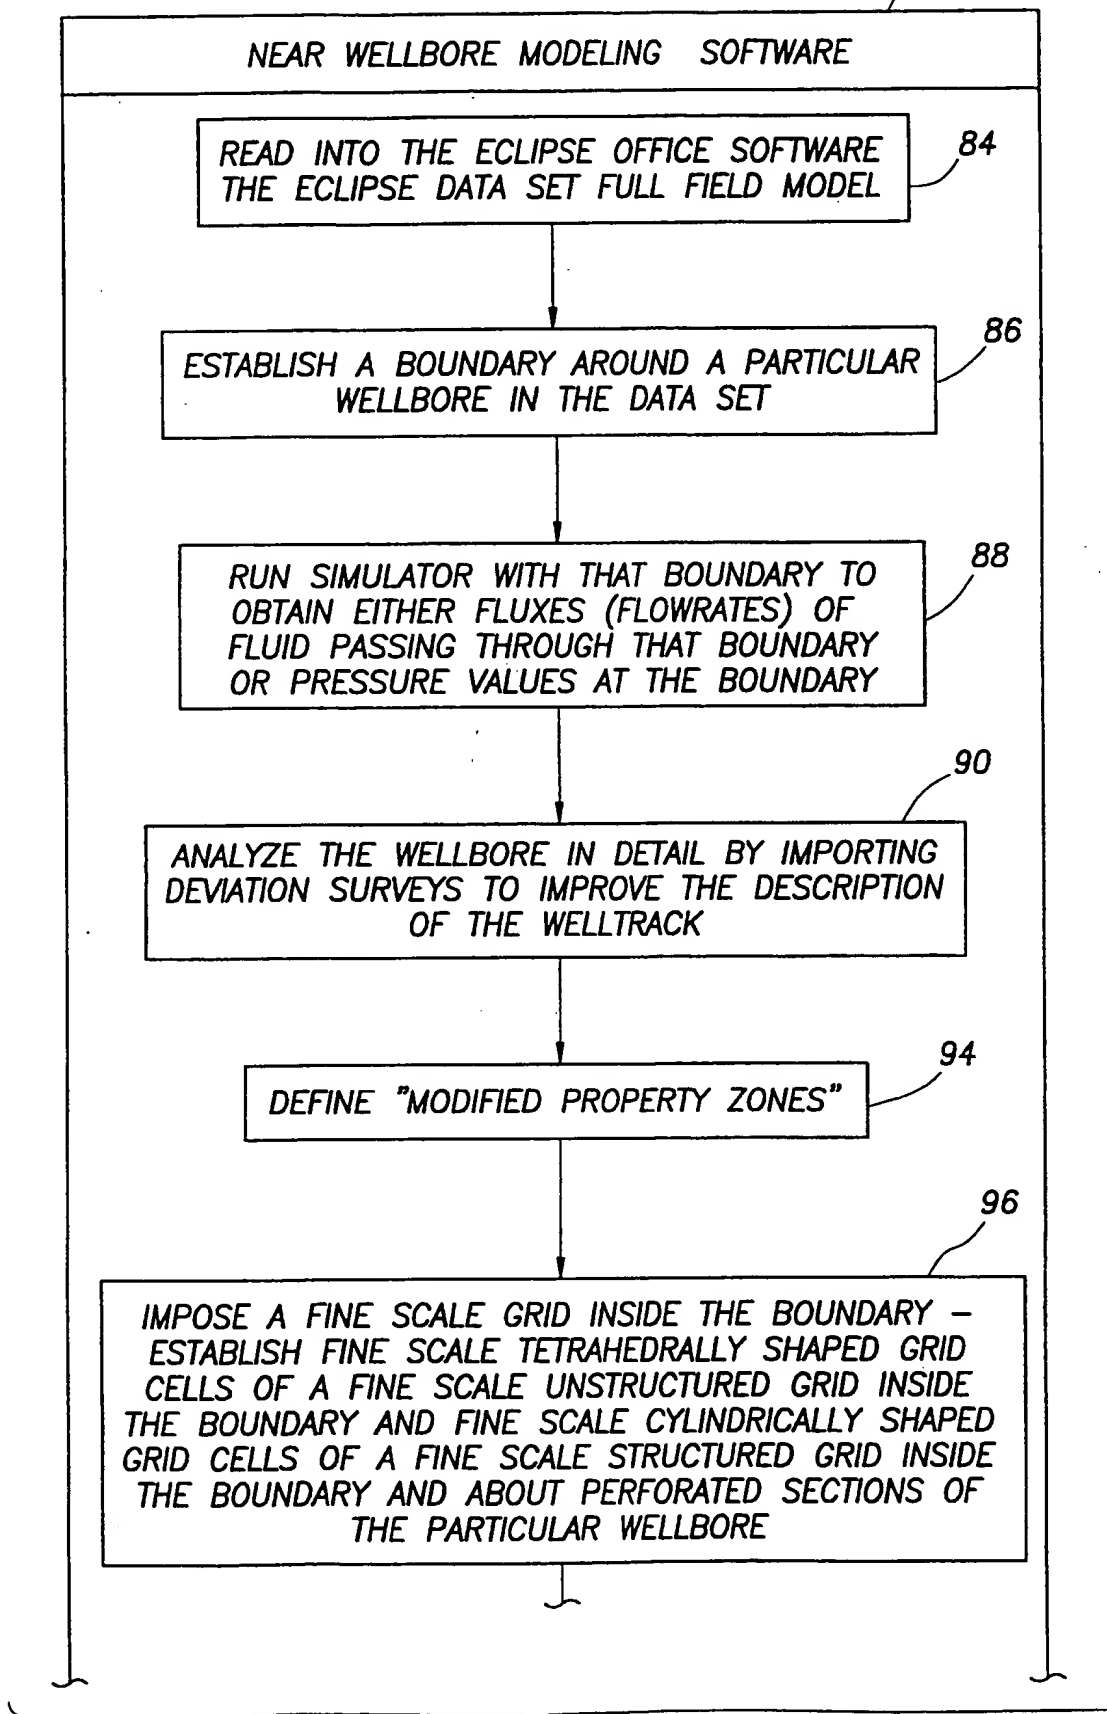 NEAR WELLBORE MODELING SOFTWARE
READ INTO THE ECLIPSE OFFICE SOFTWARE
THE ECLIPSE DATA SET FULL FIELD MODEL
84
ESTABLISH A BOUNDARY AROUND A PARTICULAR
WELLBORE IN THE DATA SET
86
RUN SIMULATOR WITH THAT BOUNDARY TO
OBTAIN EITHER FLUXES (FLOWRATES) OF
FLUID PASSING THROUGH THAT BOUNDARY
OR PRESSURE VALUES AT THE BOUNDARY
88
ANALYZE THE WELLBORE IN DETAIL BY IMPORTING
DEVIATION SURVEYS TO IMPROVE THE DESCRIPTION
OF THE WELLTRACK
90
DEFINE "MODIFIED PROPERTY ZONES"
94
IMPOSE A FINE SCALE GRID INSIDE THE BOUNDARY –
ESTABLISH FINE SCALE TETRAHEDRALLY SHAPED GRID
CELLS OF A FINE SCALE UNSTRUCTURED GRID INSIDE
THE BOUNDARY AND FINE SCALE CYLINDRICALLY SHAPED
GRID CELLS OF A FINE SCALE STRUCTURED GRID INSIDE
THE BOUNDARY AND ABOUT PERFORATED SECTIONS OF
THE PARTICULAR WELLBORE
96